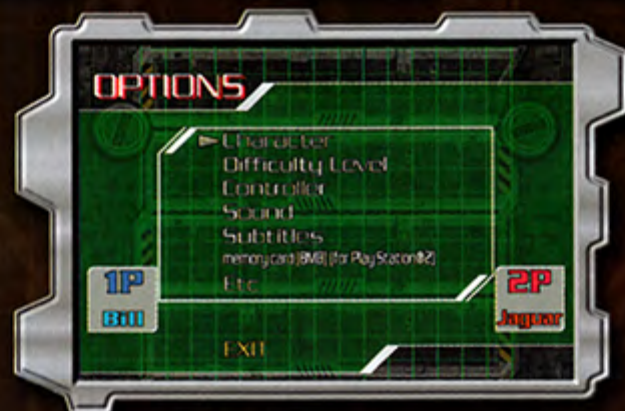 OPTIONS
Character
Difficulty Level
Controller
Sound
Subtitles
memory card (8MB) (for PlayStation®2)
Etc
EXIT
1P
Bill
2P
Jaguar